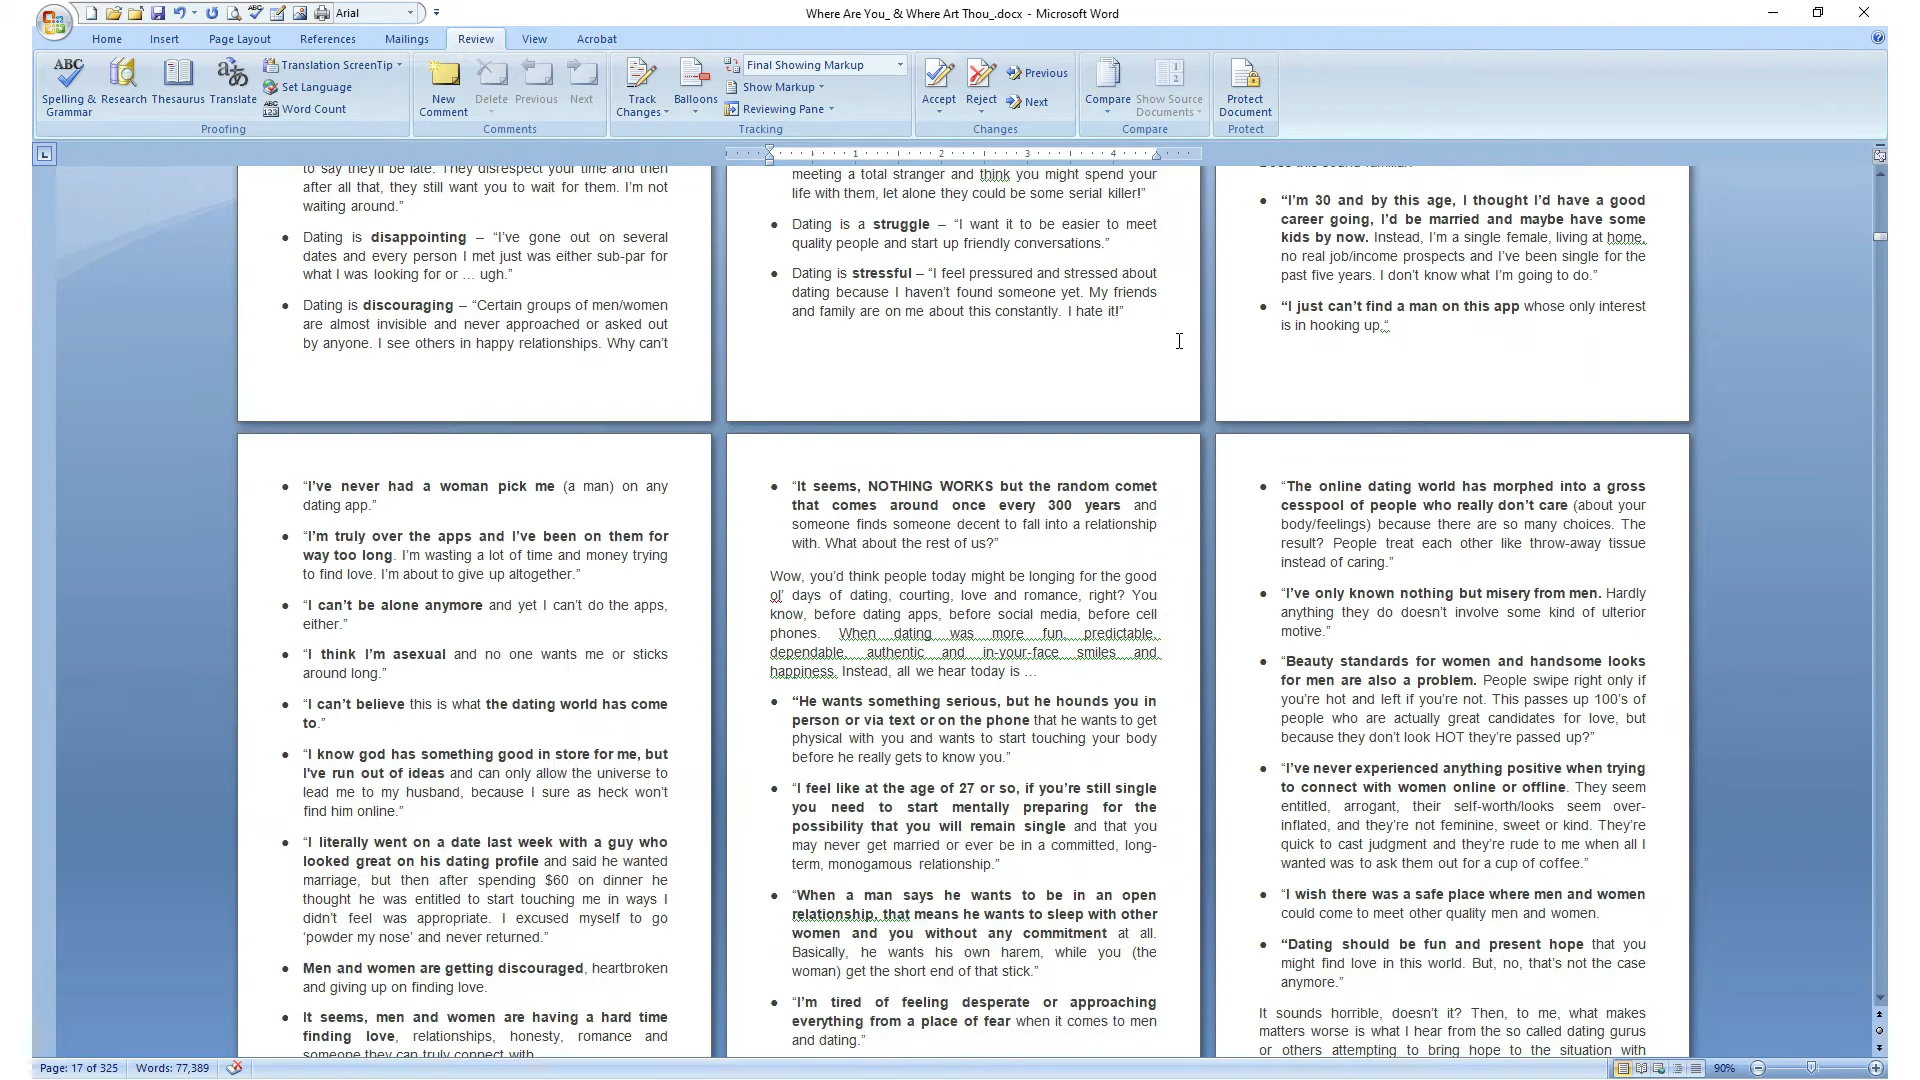 Arial
Where Are You_ & Where Art Thou_.docx - Microsoft Word
Home
Insert
Page Layout
References
Mailings
Review
View
Acrobat
Spelling & Grammar
Research
Thesaurus
Translate
Translation ScreenTip
Set Language
Word Count
Proofing
New Comment
Delete
Previous
Next
Comments
Track Changes
Balloons
Final Showing Markup
Show Markup
Reviewing Pane
Tracking
Accept
Reject
Previous
Next
Changes
Compare
Show Source Documents
Compare
Protect Document
Protect
1 2 3 4
to say they'll be late. They disrespect your time and then
after all that, they still want you to wait for them. I'm not
waiting around.”
• Dating is disappointing – “I've gone out on several
dates and every person I met just was either sub-par for
what I was looking for or … ugh.”
• Dating is discouraging – “Certain groups of men/women
are almost invisible and never approached or asked out
by anyone. I see others in happy relationships. Why can't
meeting a total stranger and think you might spend your
life with them, let alone they could be some serial killer!”
• Dating is a struggle – “I want it to be easier to meet
quality people and start up friendly conversations.”
• Dating is stressful – “I feel pressured and stressed about
dating because I haven't found someone yet. My friends
and family are on me about this constantly. I hate it!”
• “I'm 30 and by this age, I thought I'd have a good
career going, I'd be married and maybe have some
kids by now. Instead, I'm a single female, living at home,
no real job/income prospects and I've been single for the
past five years. I don't know what I'm going to do.”
• “I just can't find a man on this app whose only interest
is in hooking up.“
• “I've never had a woman pick me (a man) on any
dating app.”
• “I'm truly over the apps and I've been on them for
way too long. I'm wasting a lot of time and money trying
to find love. I'm about to give up altogether.”
• “I can't be alone anymore and yet I can't do the apps,
either.”
• “I think I'm asexual and no one wants me or sticks
around long.”
• “I can't believe this is what the dating world has come
to.”
• “I know god has something good in store for me, but
I've run out of ideas and can only allow the universe to
lead me to my husband, because I sure as heck won't
find him online.”
• “I literally went on a date last week with a guy who
looked great on his dating profile and said he wanted
marriage, but then after spending $60 on dinner he
thought he was entitled to start touching me in ways I
didn't feel was appropriate. I excused myself to go
‘powder my nose’ and never returned.”
• Men and women are getting discouraged, heartbroken
and giving up on finding love.
• It seems, men and women are having a hard time
finding love, relationships, honesty, romance and
someone they can truly connect with.
• “It seems, NOTHING WORKS but the random comet
that comes around once every 300 years and
someone finds someone decent to fall into a relationship
with. What about the rest of us?”
Wow, you'd think people today might be longing for the good
ol' days of dating, courting, love and romance, right? You
know, before dating apps, before social media, before cell
phones. When dating was more fun, predictable,
dependable, authentic and in-your-face smiles and
happiness. Instead, all we hear today is …
• “He wants something serious, but he hounds you in
person or via text or on the phone that he wants to get
physical with you and wants to start touching your body
before he really gets to know you.”
• “I feel like at the age of 27 or so, if you're still single
you need to start mentally preparing for the
possibility that you will remain single and that you
may never get married or ever be in a committed, long-
term, monogamous relationship.”
• “When a man says he wants to be in an open
relationship, that means he wants to sleep with other
women and you without any commitment at all.
Basically, he wants his own harem, while you (the
woman) get the short end of that stick.”
• “I'm tired of feeling desperate or approaching
everything from a place of fear when it comes to men
and dating.”
• “The online dating world has morphed into a gross
cesspool of people who really don't care (about your
body/feelings) because there are so many choices. The
result? People treat each other like throw-away tissue
instead of caring.”
• “I've only known nothing but misery from men. Hardly
anything they do doesn't involve some kind of ulterior
motive.”
• “Beauty standards for women and handsome looks
for men are also a problem. People swipe right only if
you're hot and left if you're not. This passes up 100's of
people who are actually great candidates for love, but
because they don't look HOT they're passed up?”
• “I've never experienced anything positive when trying
to connect with women online or offline. They seem
entitled, arrogant, their self-worth/looks seem over-
inflated, and they're not feminine, sweet or kind. They're
quick to cast judgment and they're rude to me when all I
wanted was to ask them out for a cup of coffee.”
• “I wish there was a safe place where men and women
could come to meet other quality men and women.
• “Dating should be fun and present hope that you
might find love in this world. But, no, that's not the case
anymore.”
It sounds horrible, doesn't it? Then, to me, what makes
matters worse is what I hear from the so called dating gurus
or others attempting to bring hope to the situation with
Page: 17 of 325
Words: 77,389
90%